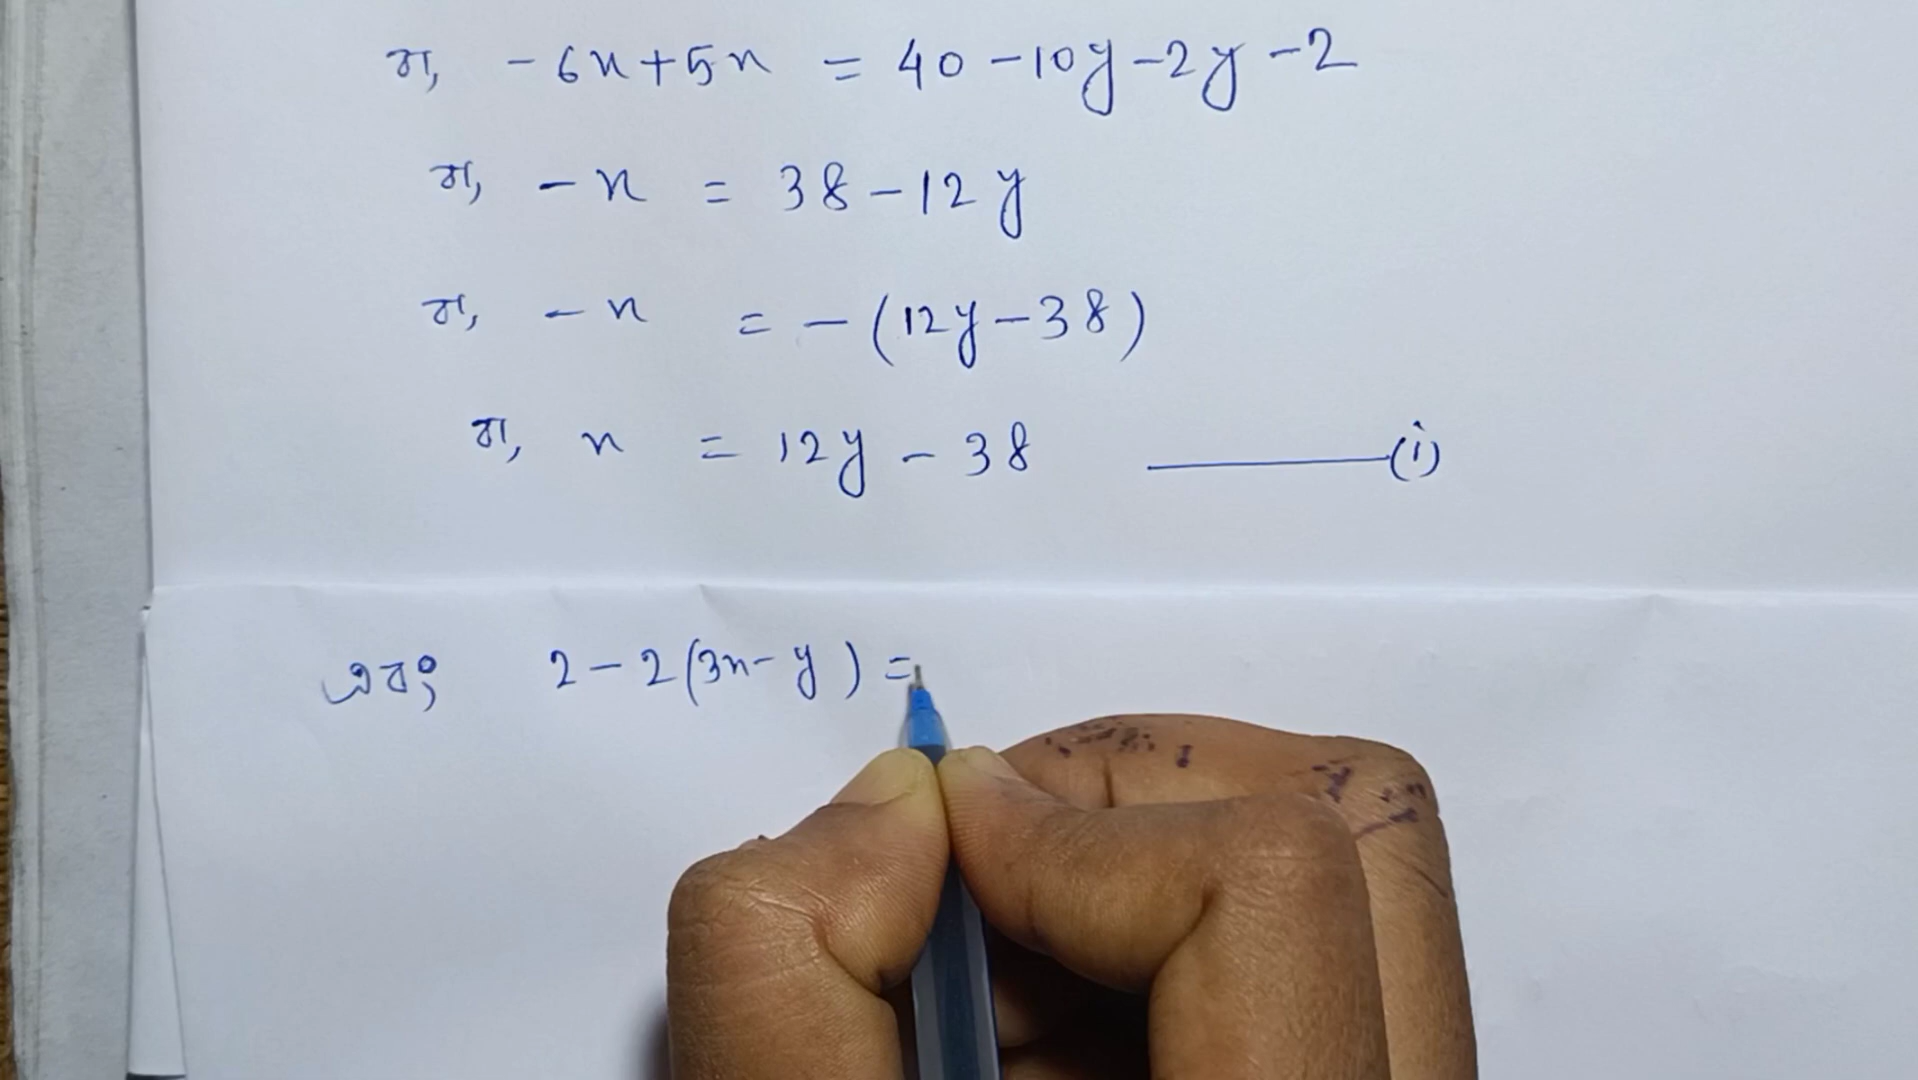 বা, -6x+5x = 40-10y-2y-2
বা, -x = 38-12y
বা, -x = -(12y-38)
বা, x = 12y-38 ———(i)
এবং, 2-2(3x-y) =